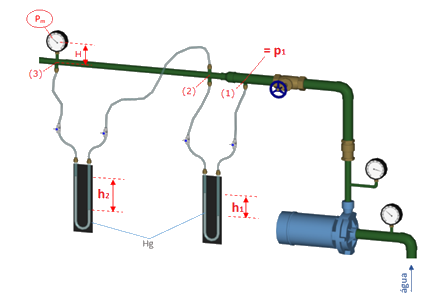 Pm
H
= p1
(3)
(2)
(1)
h2
h1
Hg
água